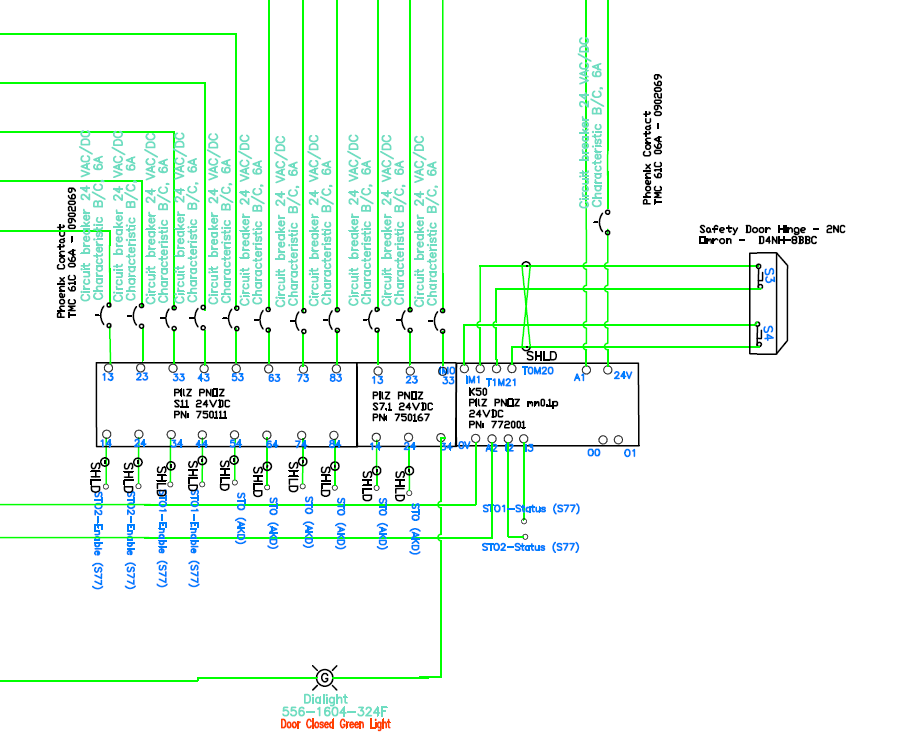 Circuit breaker 24 VAC/DC
Characteristic B/C, 6A
Phoenix Contact
TMC 61C 06A - 0902069
Phoenix Contact
TMC 61C 06A - 0902069
Circuit breaker 24 VAC/DC
Characteristic B/C, 6A
Circuit breaker 24 VAC/DC
Characteristic B/C, 6A
Circuit breaker 24 VAC/DC
Characteristic B/C, 6A
Circuit breaker 24 VAC/DC
Characteristic B/C, 6A
Circuit breaker 24 VAC/DC
Characteristic B/C, 6A
Circuit breaker 24 VAC/DC
Characteristic B/C, 6A
Circuit breaker 24 VAC/DC
Characteristic B/C, 6A
Circuit breaker 24 VAC/DC
Characteristic B/C, 6A
Circuit breaker 24 VAC/DC
Characteristic B/C, 6A
Circuit breaker 24 VAC/DC
Characteristic B/C, 6A
Safety Door Hinge - 2NC
Omron - D4NH-8BBC
S3
S4
SHLD
13 23 33 43 53 63 73 83
13 23 33
IM1 T1M21 T0M20 A1 24V
PilZ PNOZ
S11 24VDC
PN: 750111
PilZ PNOZ
S7.1 24VDC
PN: 750167
K50
PilZ PNOZ mm0.1p
24VDC
PN: 772001
14 24 34 44 54 64 74 84
14 24 34
0V A2 I2 I3 O0 O1
SHLD SHLD SHLD SHLD SHLD SHLD SHLD
STO2-Enable (S77)
STO2-Enable (S77)
STO1-Enable (S77)
STO1-Enable (S77)
STO (AKD)
STO (AKD)
STO (AKD)
STO (AKD)
STO (AKD)
STO (AKD)
STO1-Status (S77)
STO2-Status (S77)
G
Dialight
556-1604-324F
Door Closed Green Light